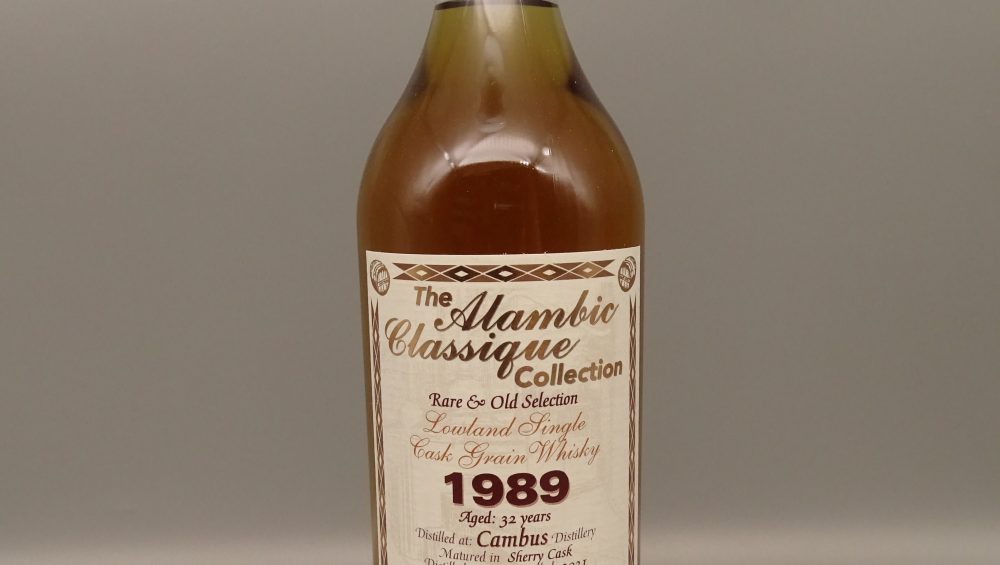 The Alambic
Classique
Collection
Rare & Old Selection
Lowland Single
Cask Grain Whisky
1989
Aged: 32 years
Distilled at: Cambus Distillery
Matured in Sherry Cask
2021